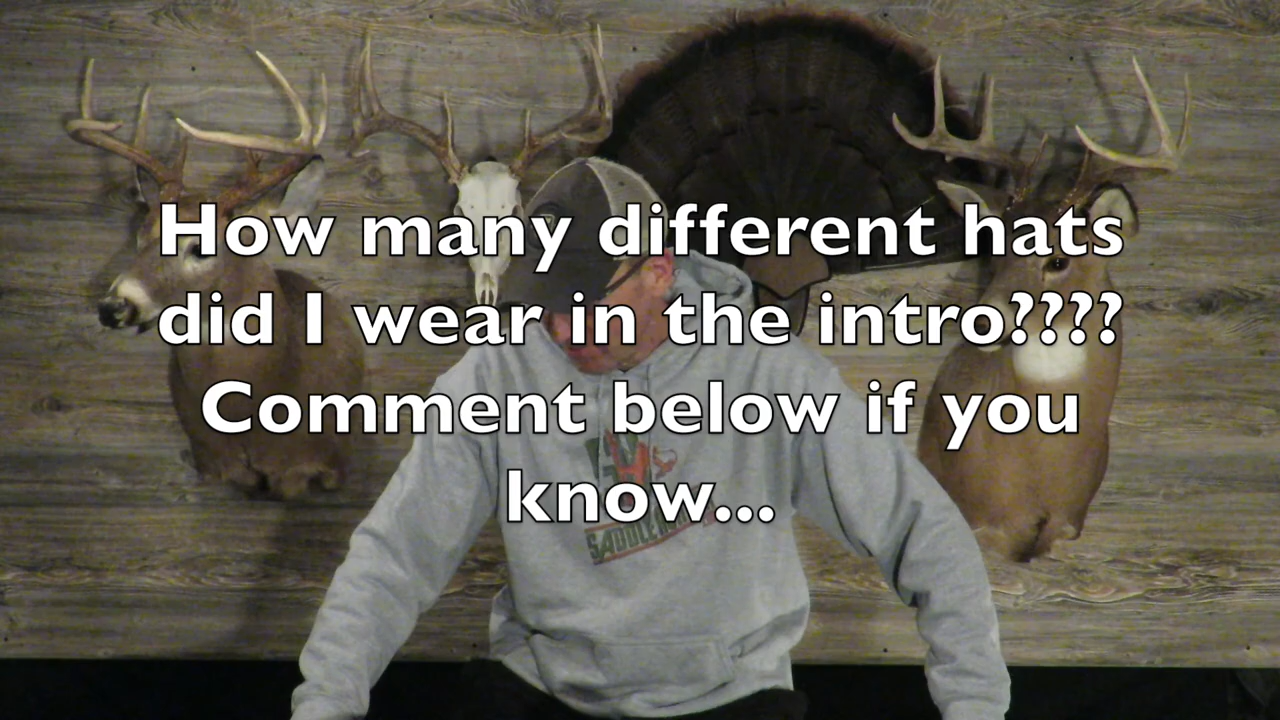 How many different hats
did I wear in the intro????
Comment below if you
know...